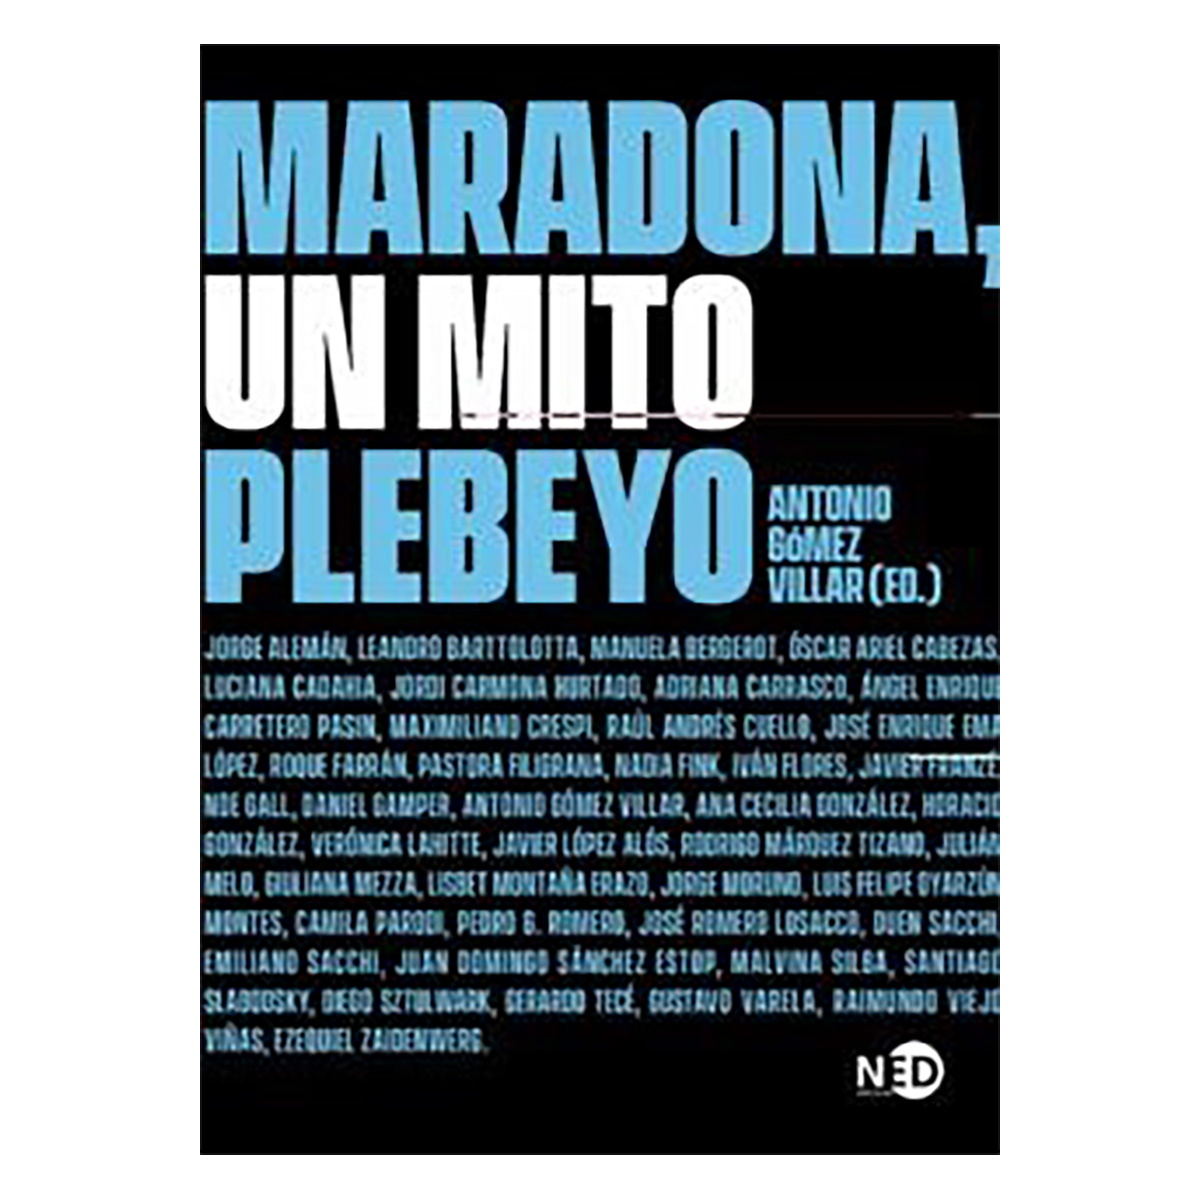 MARADONA,
UN MITO
PLEBEYO
ANTONIO
GÓMEZ
VILLAR (ED.)
JORGE ALEMÁN, LEANDRO BARTTOLOTTA, MANUELA BERGEROT, ÓSCAR ARIEL CABEZAS,
LUCIANA CADAHIA, JORDI CARMONA HURTADO, ADRIANA CARRASCO, ÁNGEL ENRIQUE
CARRETERO PASIN, MAXIMILIANO CRESPI, RAÚL ANDRÉS CUELLO, JOSÉ ENRIQUE EMA
LÓPEZ, ROQUE FARRÁN, PASTORA FILIGRANA, NADIA FINK, IVÁN FLORES, JAVIER FRANZÉ,
NOE GALL, DANIEL GAMPER, ANTONIO GÓMEZ VILLAR, ANA CECILIA GONZÁLEZ, HORACIO
GONZÁLEZ, VERÓNICA LAHITTE, JAVIER LÓPEZ ALÓS, RODRIGO MÁRQUEZ TIZANO, JULIÁN
MELO, GIULIANA MEZZA, LISBET MONTAÑA ERAZO, JORGE MORUNO, LUIS FELIPE OYARZÚN
MONTES, CAMILA PARODI, PEDRO G. ROMERO, JOSÉ ROMERO LOSACCO, DUEN SACCHI,
EMILIANO SACCHI, JUAN DOMINGO SÁNCHEZ ESTOP, MALVINA SILBA, SANTIAGO
SLABODSKY, DIEGO SZTULWARK, GERARDO TECÉ, GUSTAVO VARELA, RAIMUNDO VIEJO
VIÑAS, EZEQUIEL ZAIDENWERG.
NED